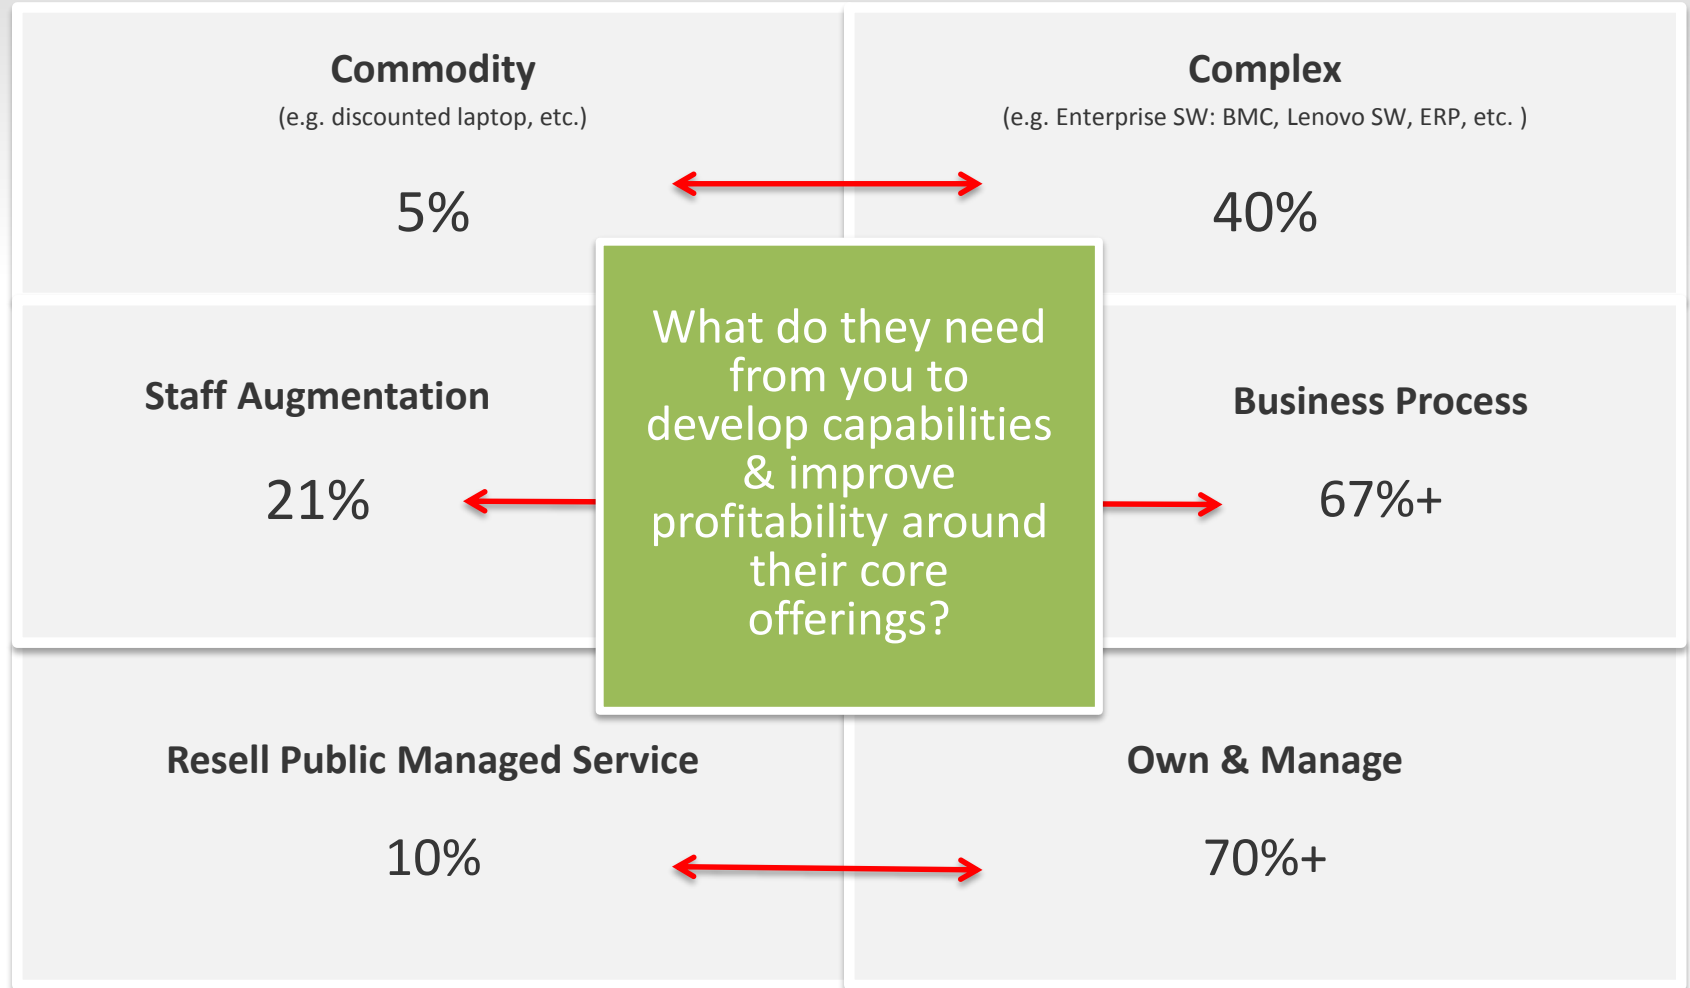 Commodity
(e.g. discounted laptop, etc.)
5%
Complex
(e.g. Enterprise SW: BMC, Lenovo SW, ERP, etc. )
40%
What do they need
from you to
develop capabilities
& improve
profitability around
their core
offerings?
Staff Augmentation
21%
Business Process
67%+
Resell Public Managed Service
10%
Own & Manage
70%+